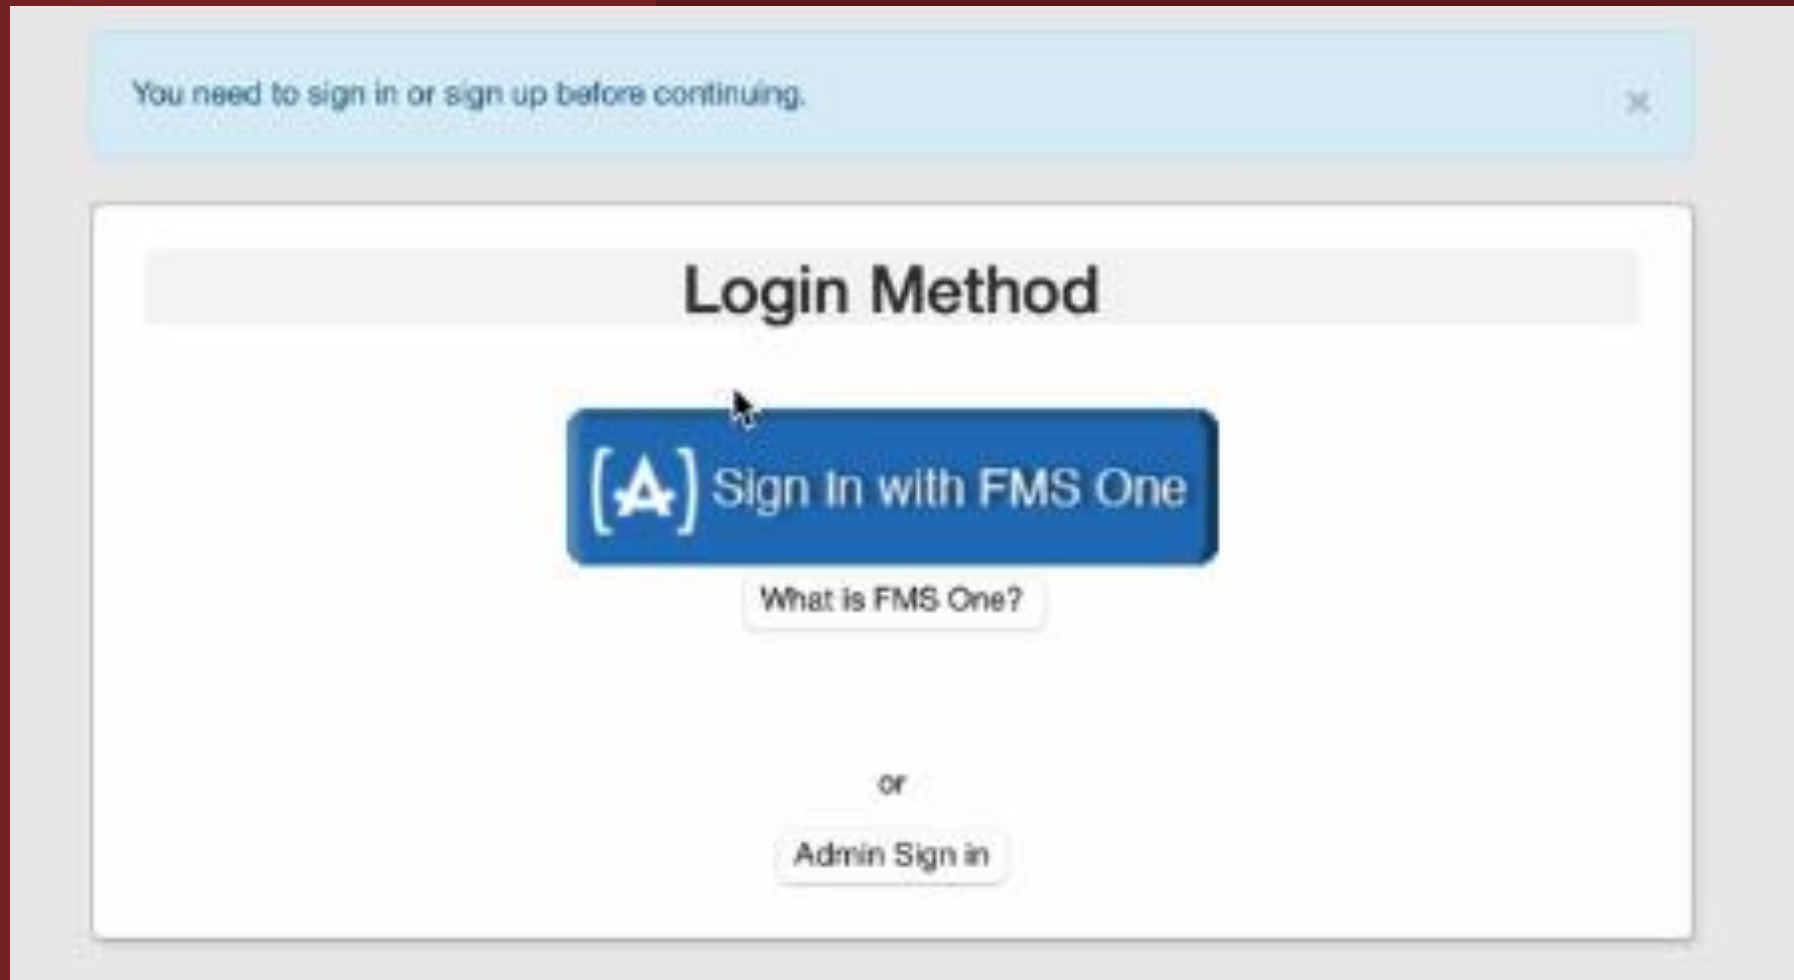 You need to sign in or sign up before continuing.
×
Login Method
[A] Sign In with FMS One
What is FMS One?
or
Admin Sign in